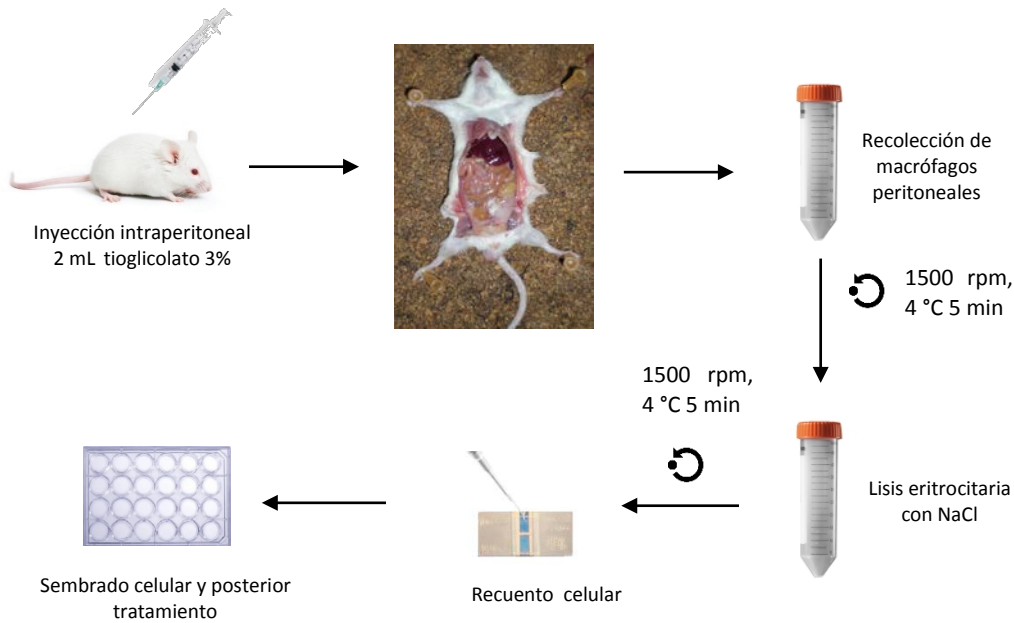 Inyección intraperitoneal
2 mL tioglicolato 3%
Recolección de
macrófagos
peritoneales
1500 rpm,
4 °C 5 min
Lisis eritrocitaria
con NaCl
1500 rpm,
4 °C 5 min
Recuento celular
Sembrado celular y posterior
tratamiento